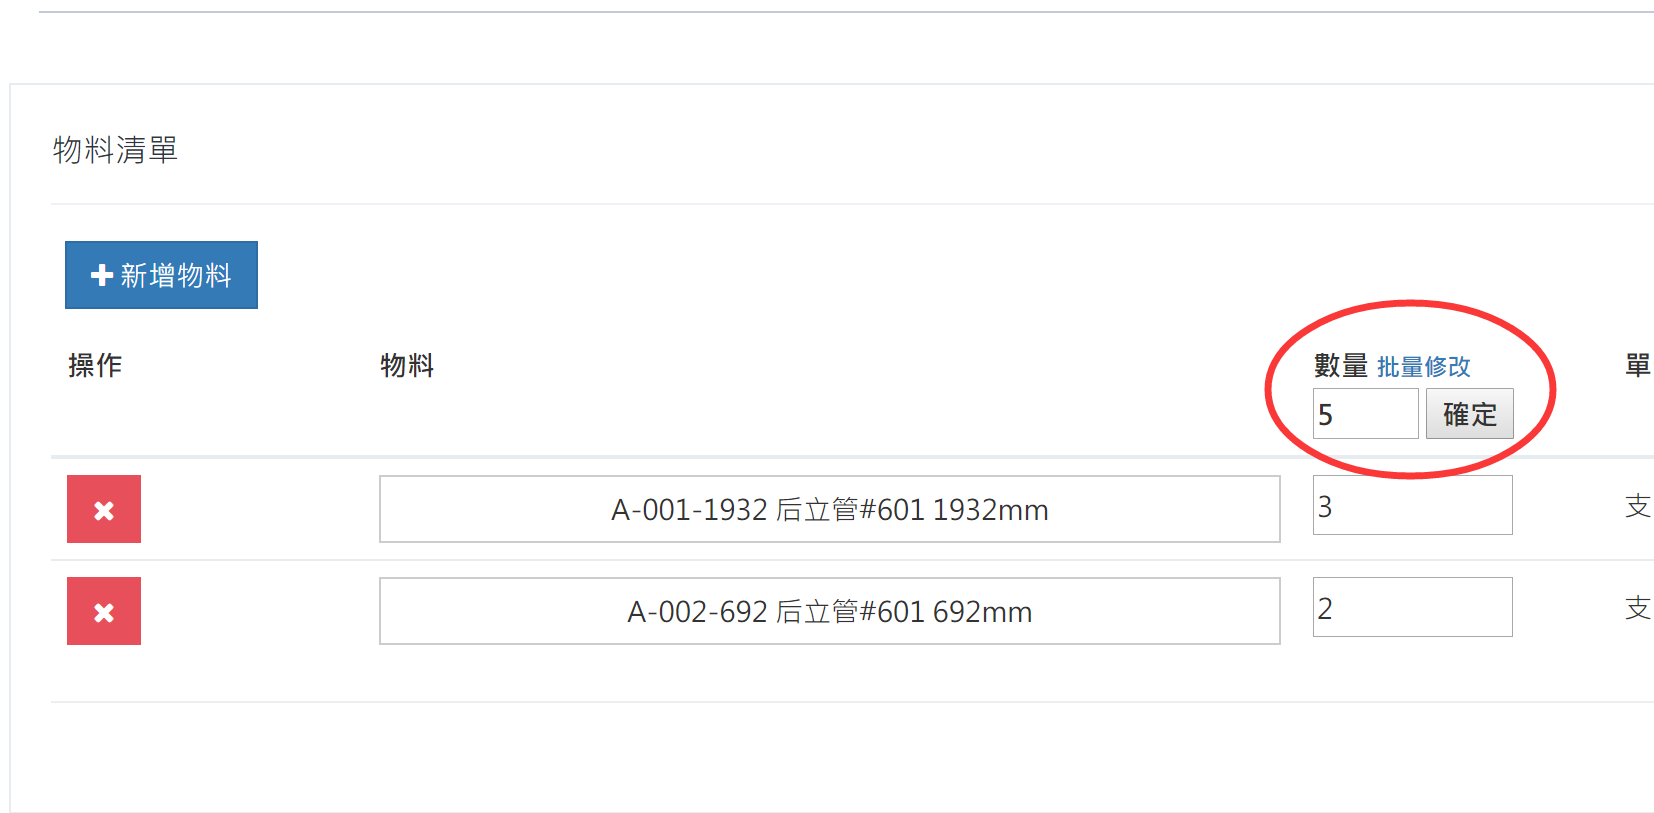 物料清單
新增物料
操作 物料 數量 批量修改 單
5 確定
A-001-1932 后立管#601 1932mm 3 支
A-002-692 后立管#601 692mm 2 支